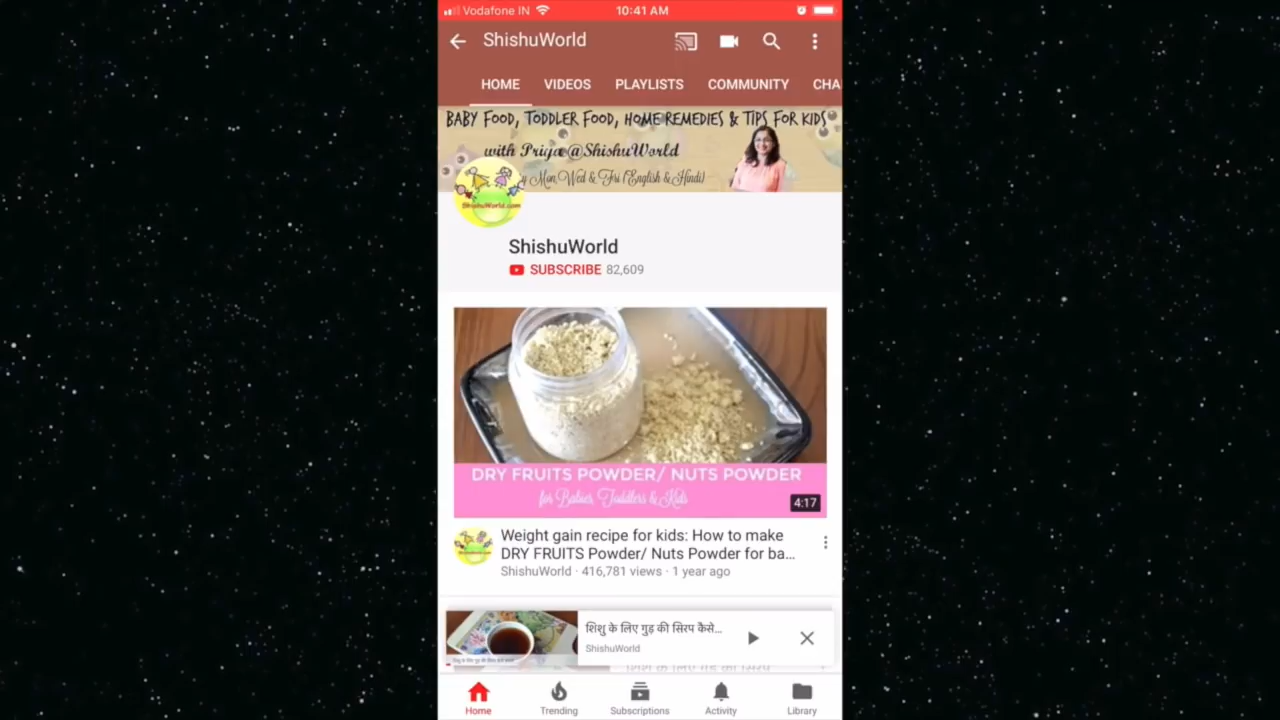 Vodafone IN
10:41 AM
ShishuWorld
HOME VIDEOS PLAYLISTS COMMUNITY CHA
BABY FOOD, TODDLER FOOD, HOME REMEDIES & TIPS FOR KIDS
with Priya@ShishuWorld
Mon, Wed & Fri (English & Hindi)
ShishuWorld.com
ShishuWorld
SUBSCRIBE 82,609
DRY FRUITS POWDER/ NUTS POWDER
for Babies, Toddlers & Kids
4:17
Weight gain recipe for kids: How to make
DRY FRUITS Powder/ Nuts Powder for ba...
ShishuWorld · 416,781 views · 1 year ago
शिशु के लिए गुड़ की सिरप कैसे...
ShishuWorld
Home Trending Subscriptions Activity Library